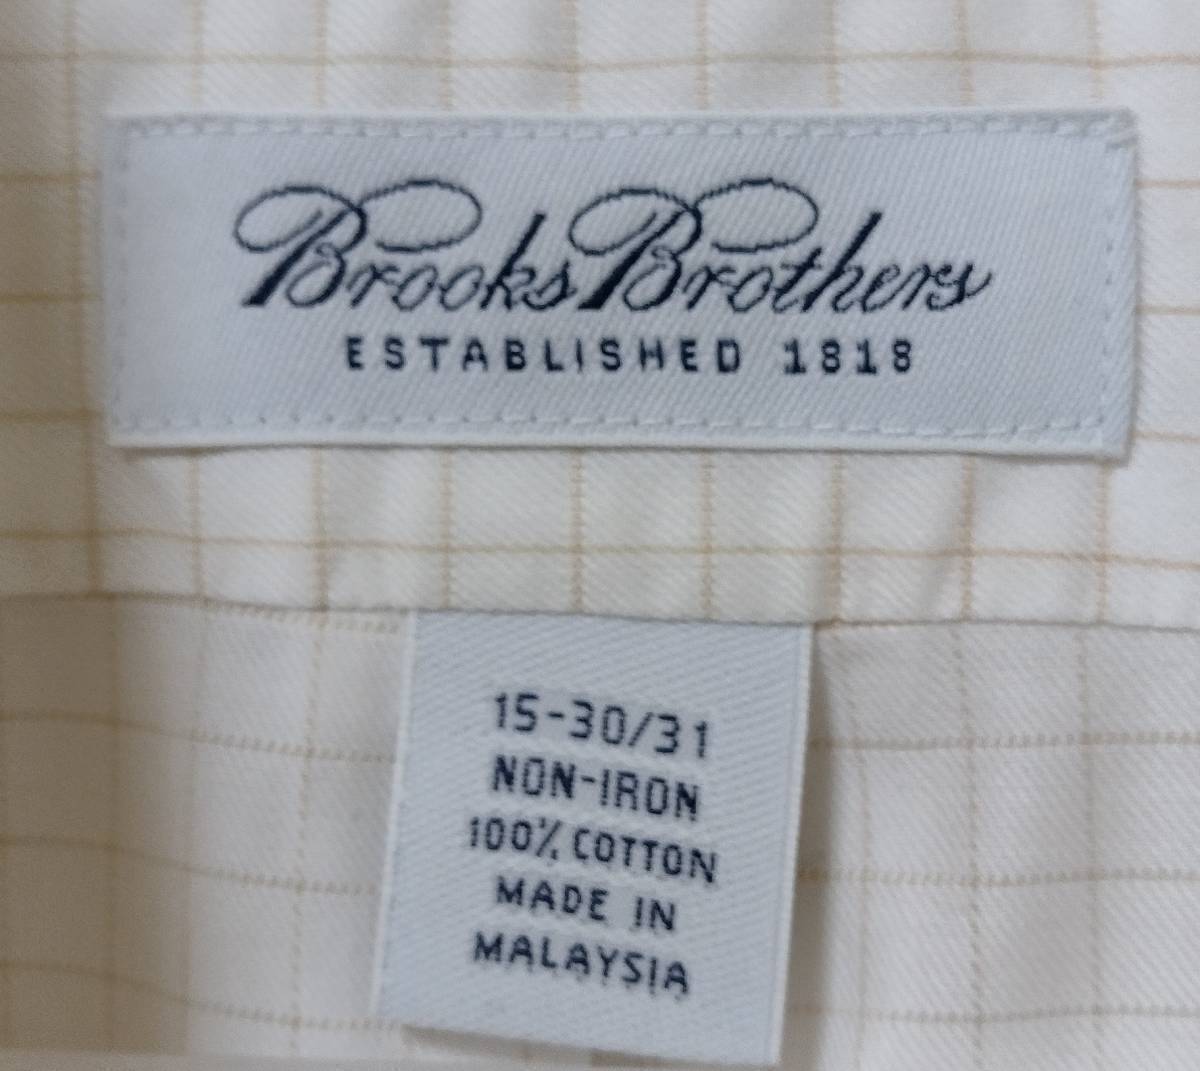 Brooks Brothers
ESTABLISHED 1818
15-30/31
NON-IRON
100% COTTON
MADE IN
MALAYSIA